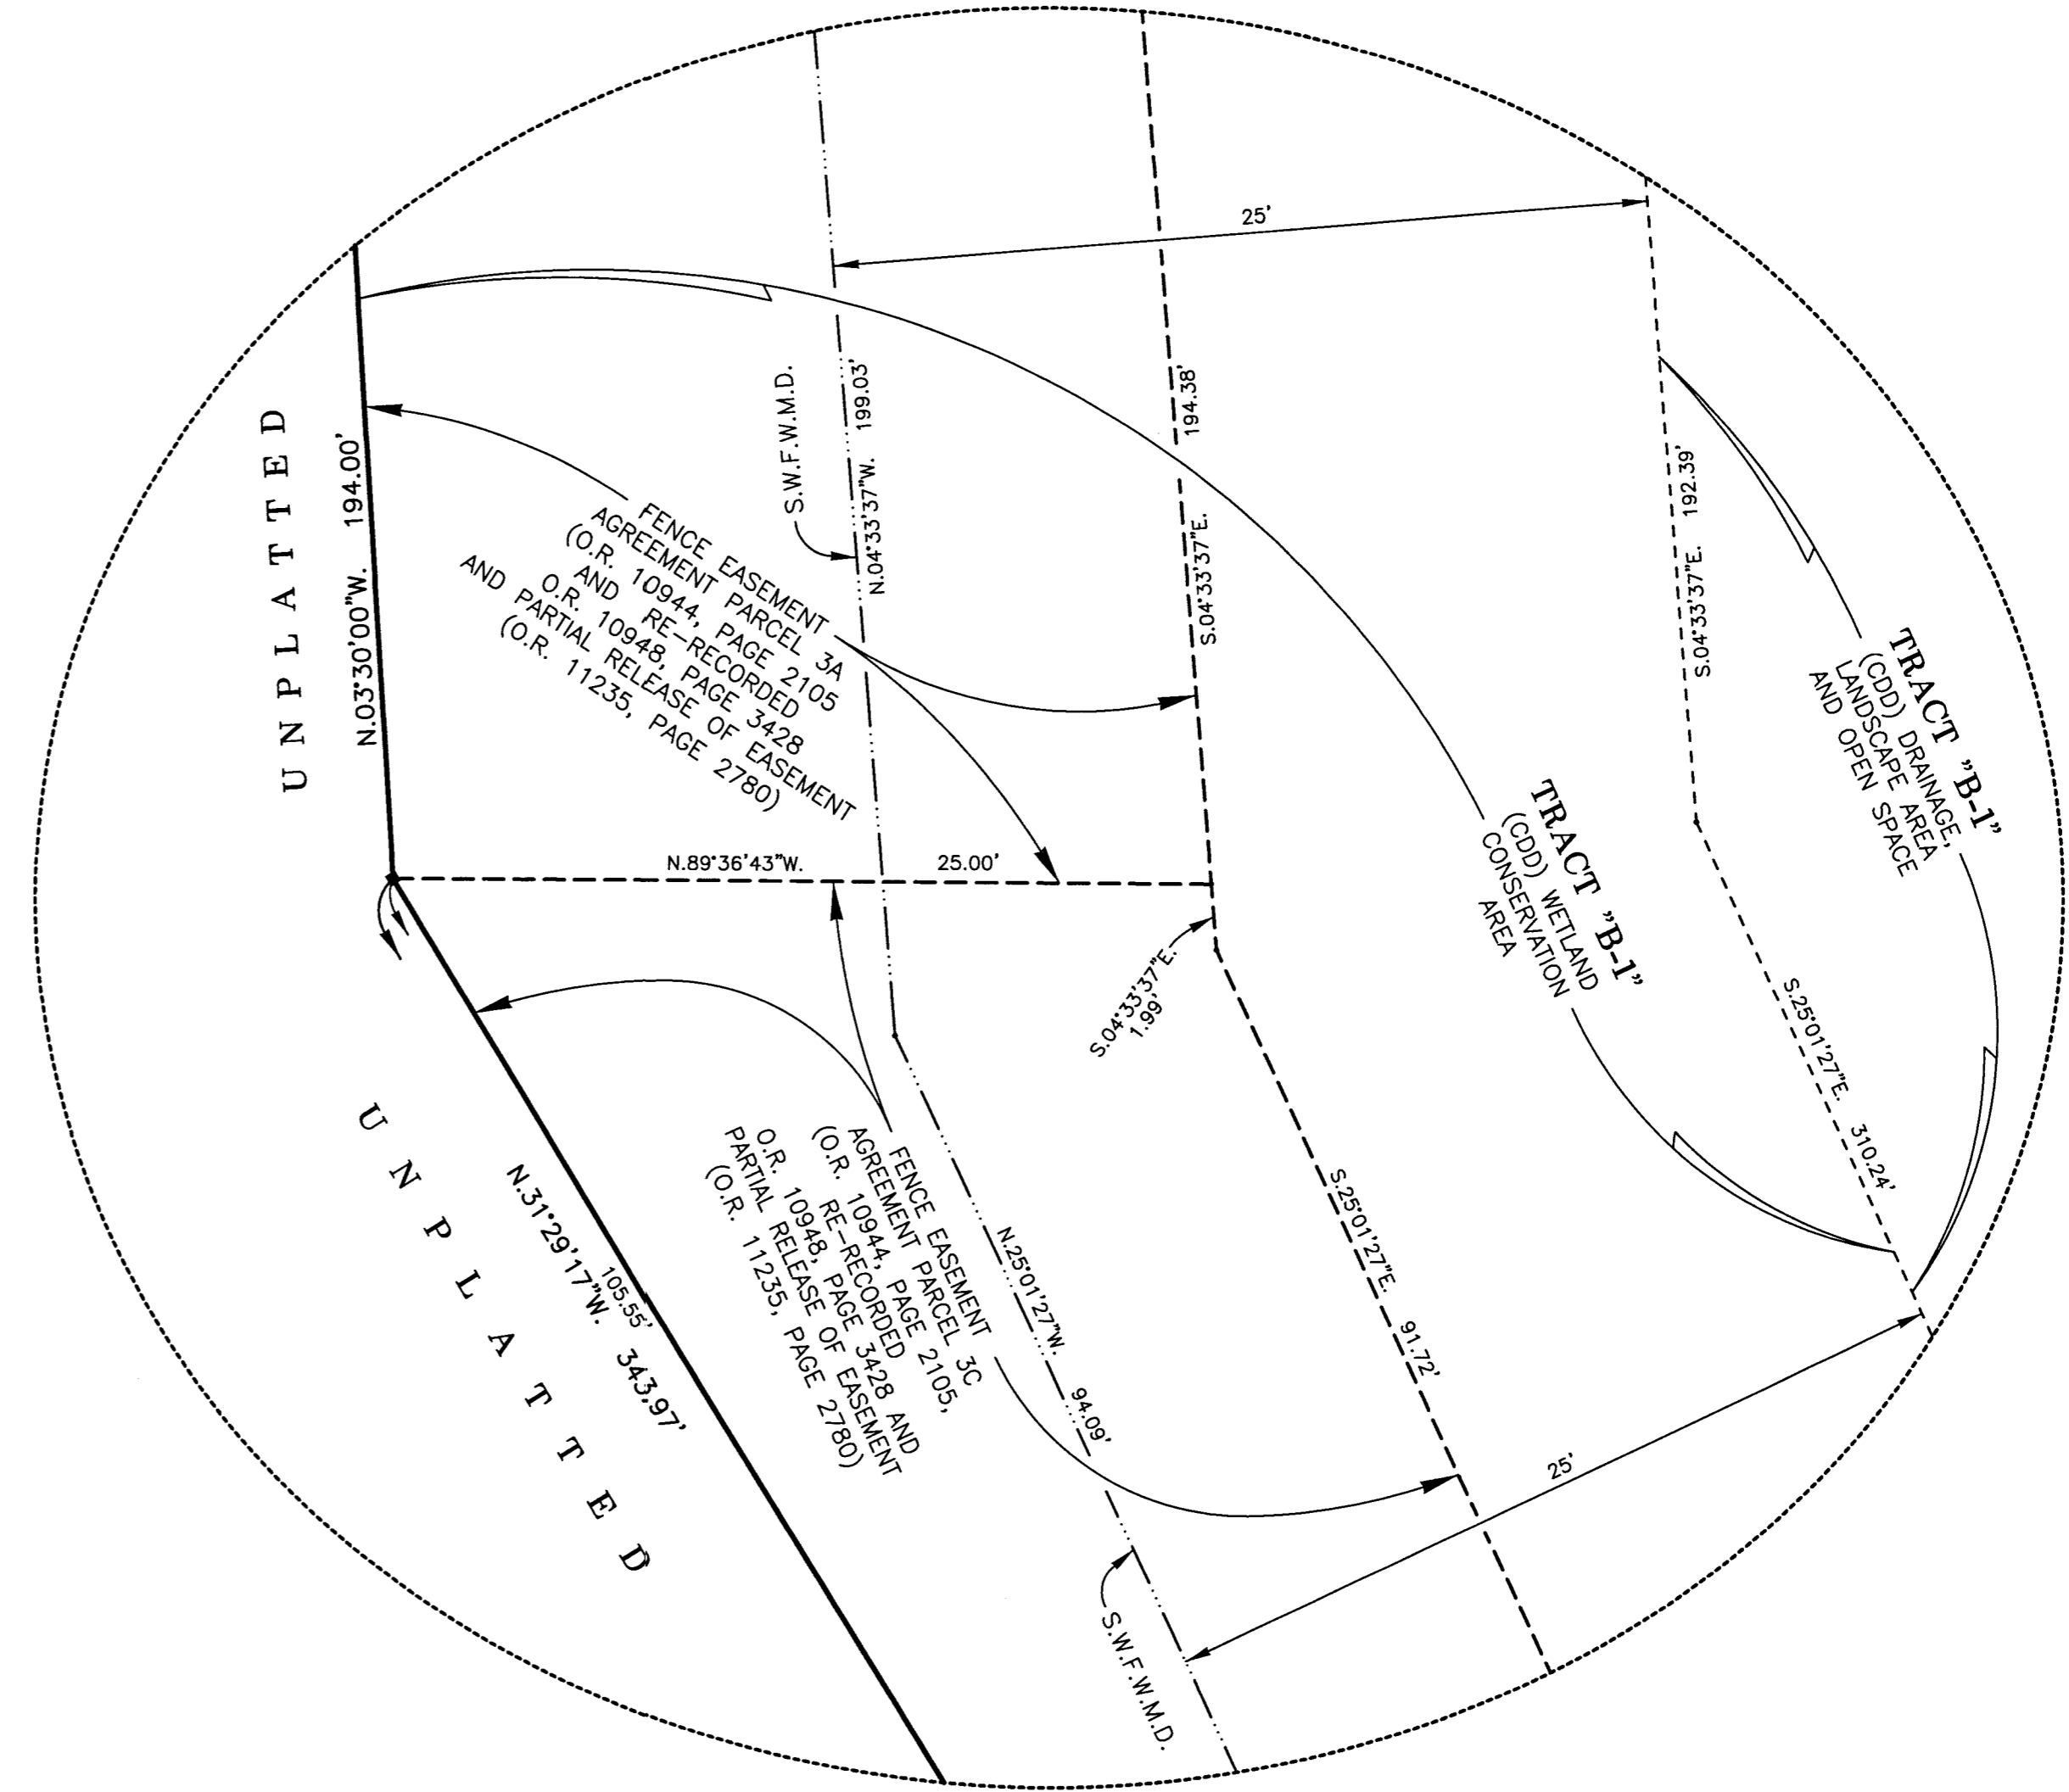 25'
UNPLATTED
N.03°30'00"W. 194.00'
S.W.F.W.M.D.
N.04°33'37"W. 199.03'
S.04°33'37"E. 194.38'
S.04°33'37"E. 192.39'
FENCE EASEMENT
AGREEMENT PARCEL 3A
(O.R. 10944, PAGE 2105
AND RE-RECORDED
O.R. 10948, PAGE 3428
AND PARTIAL RELEASE OF EASEMENT
(O.R. 11235, PAGE 2780)
TRACT "B-1"
(CDD) DRAINAGE,
LANDSCAPE AREA
AND OPEN SPACE
TRACT "B-1"
(CDD) WETLAND
CONSERVATION
AREA
N.89°36'43"W. 25.00'
S.04°33'37"E.
1.99'
S.25°01'27"E. 310.24'
UNPLATTED
105.55'
N.31°29'17"W. 343.97'
FENCE EASEMENT
AGREEMENT PARCEL 3C
(O.R. 10944, PAGE 2105,
RE-RECORDED
O.R. 10948, PAGE 3428 AND
PARTIAL RELEASE OF EASEMENT
(O.R. 11235, PAGE 2780)
N.25°01'27"W. 94.09'
S.25°01'27"E. 91.72'
25'
S.W.F.W.M.D.